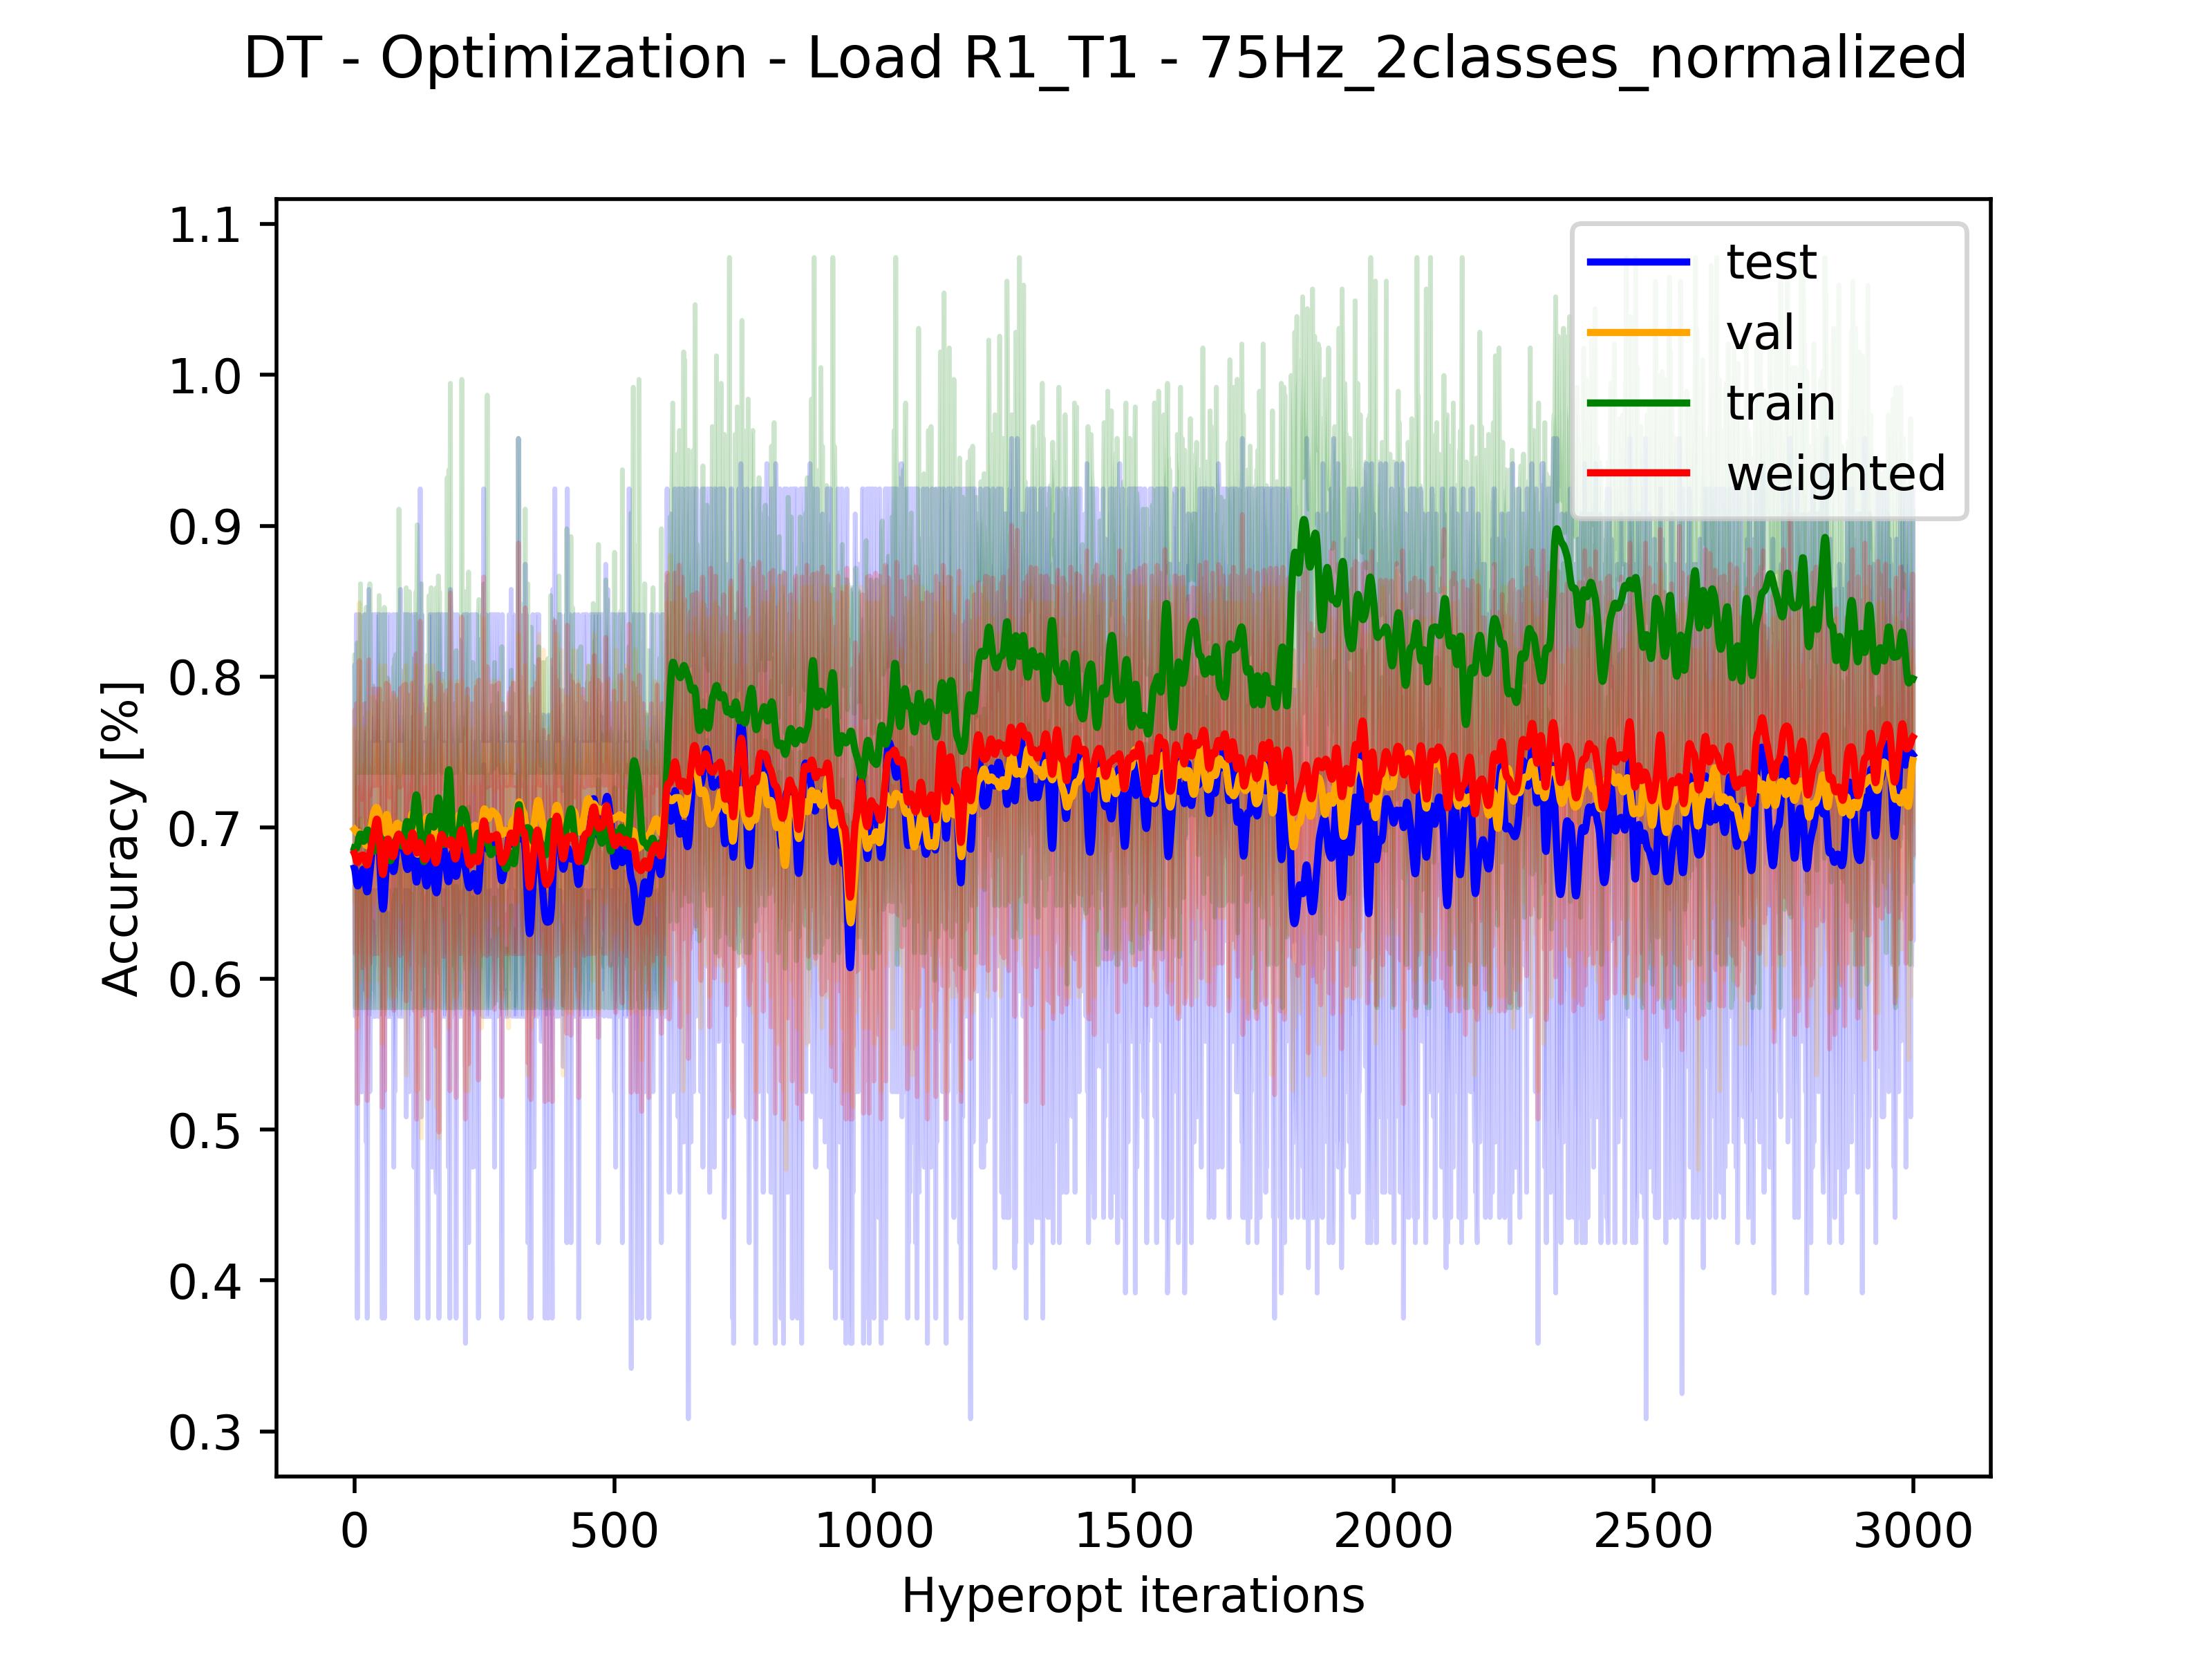 DT - Optimization - Load R1_T1 - 75Hz_2classes_normalized
1.1
1.0
0.9
0.8
0.7
0.6
0.5
0.4
0.3
Accuracy [%]
test
val
train
weighted
0 500 1000 1500 2000 2500 3000
Hyperopt iterations